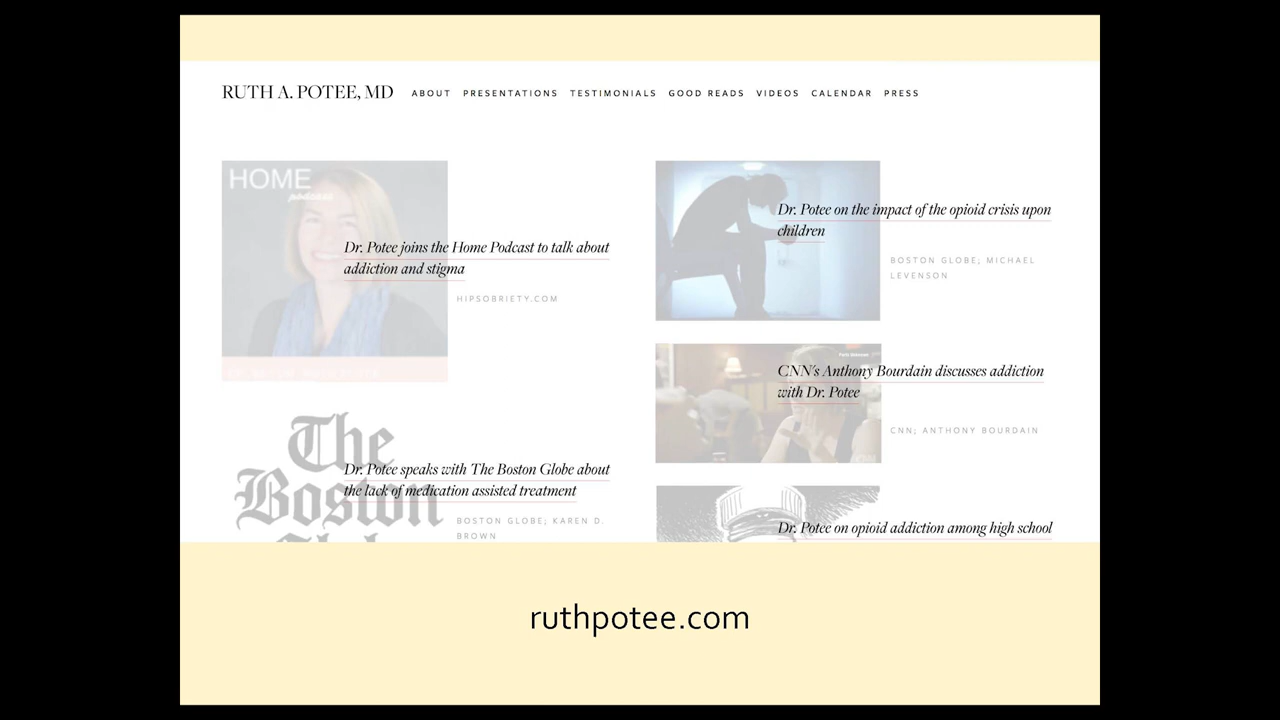 RUTH A. POTEE, MD ABOUT PRESENTATIONS TESTIMONIALS GOOD READS VIDEOS CALENDAR PRESS
HOME
podcast
Dr. Potee joins the Home Podcast to talk about
addiction and stigma
HIPSOBRIETY.COM
The
Boston
Dr. Potee speaks with The Boston Globe about
the lack of medication assisted treatment
BOSTON GLOBE; KAREN D.
BROWN
Dr. Potee on the impact of the opioid crisis upon
children
BOSTON GLOBE; MICHAEL
LEVENSON
CNN's Anthony Bourdain discusses addiction
with Dr. Potee
CNN; ANTHONY BOURDAIN
Dr. Potee on opioid addiction among high school
ruthpotee.com